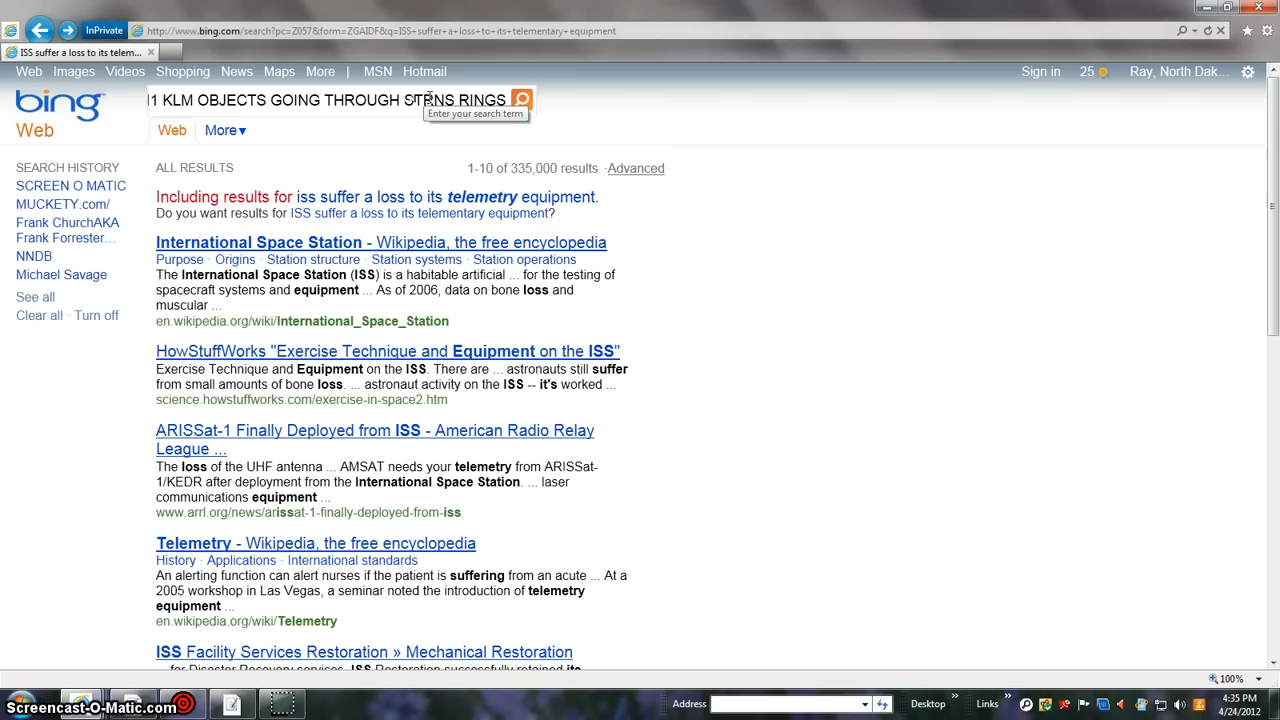 InPrivate
http://www.bing.com/search?pc=Z057&form=ZGAIDF&q=ISS+suffer+a+loss+to+its+telementary+equipment
ISS suffer a loss to its telem...
Web Images Videos Shopping News Maps More | MSN Hotmail
Sign in 25 Ray, North Dak...
bing
KLM OBJECTS GOING THROUGH RINGS
Enter your search term
Web
Web More▾
SEARCH HISTORY
SCREEN O MATIC
MUCKETY.com/
Frank ChurchAKA
Frank Forrester...
NNDB
Michael Savage
See all
Clear all · Turn off
ALL RESULTS 1-10 of 335,000 results · Advanced
Including results for iss suffer a loss to its telemetry equipment.
Do you want results for ISS suffer a loss to its telementary equipment?
International Space Station - Wikipedia, the free encyclopedia
Purpose · Origins · Station structure · Station systems · Station operations
The International Space Station (ISS) is a habitable artificial ... for the testing of
spacecraft systems and equipment ... As of 2006, data on bone loss and
muscular ...
en.wikipedia.org/wiki/International_Space_Station
HowStuffWorks "Exercise Technique and Equipment on the ISS"
Exercise Technique and Equipment on the ISS. There are ... astronauts still suffer
from small amounts of bone loss. ... astronaut activity on the ISS -- it's worked ...
science.howstuffworks.com/exercise-in-space2.htm
ARISSat-1 Finally Deployed from ISS - American Radio Relay
League ...
The loss of the UHF antenna ... AMSAT needs your telemetry from ARISSat-
1/KEDR after deployment from the International Space Station. ... laser
communications equipment ...
www.arrl.org/news/arissat-1-finally-deployed-from-iss
Telemetry - Wikipedia, the free encyclopedia
History · Applications · International standards
An alerting function can alert nurses if the patient is suffering from an acute ... At a
2005 workshop in Las Vegas, a seminar noted the introduction of telemetry
equipment ...
en.wikipedia.org/wiki/Telemetry
ISS Facility Services Restoration » Mechanical Restoration
... for Disaster Recovery services, ISS Restoration successfully retained its
100%
Screencast-O-Matic.com
Address
Desktop
Links
4:35 PM
4/24/2012